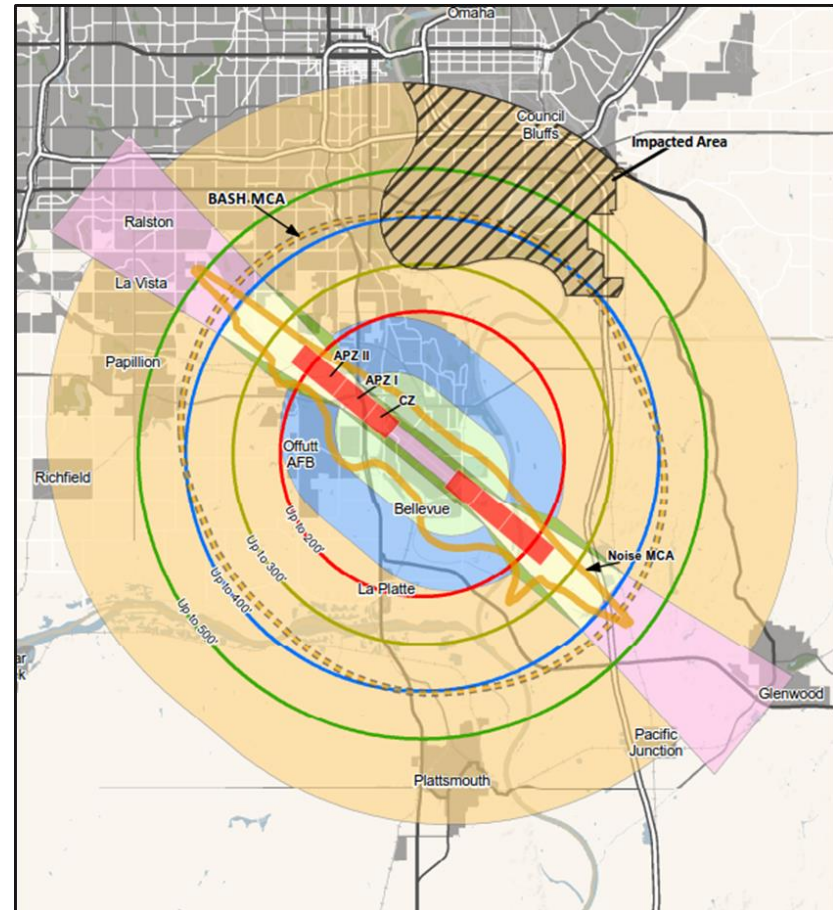 Omaha
Council
Bluffs
Impacted Area
BASH MCA
Ralston
La Vista
Papillion
APZ II
APZ I
CZ
Offutt
AFB
Richfield
Bellevue
Up to 200'
Up to 300'
Up to 400'
Up to 500'
Noise MCA
La Platte
Glenwood
Pacific
Junction
Plattsmouth